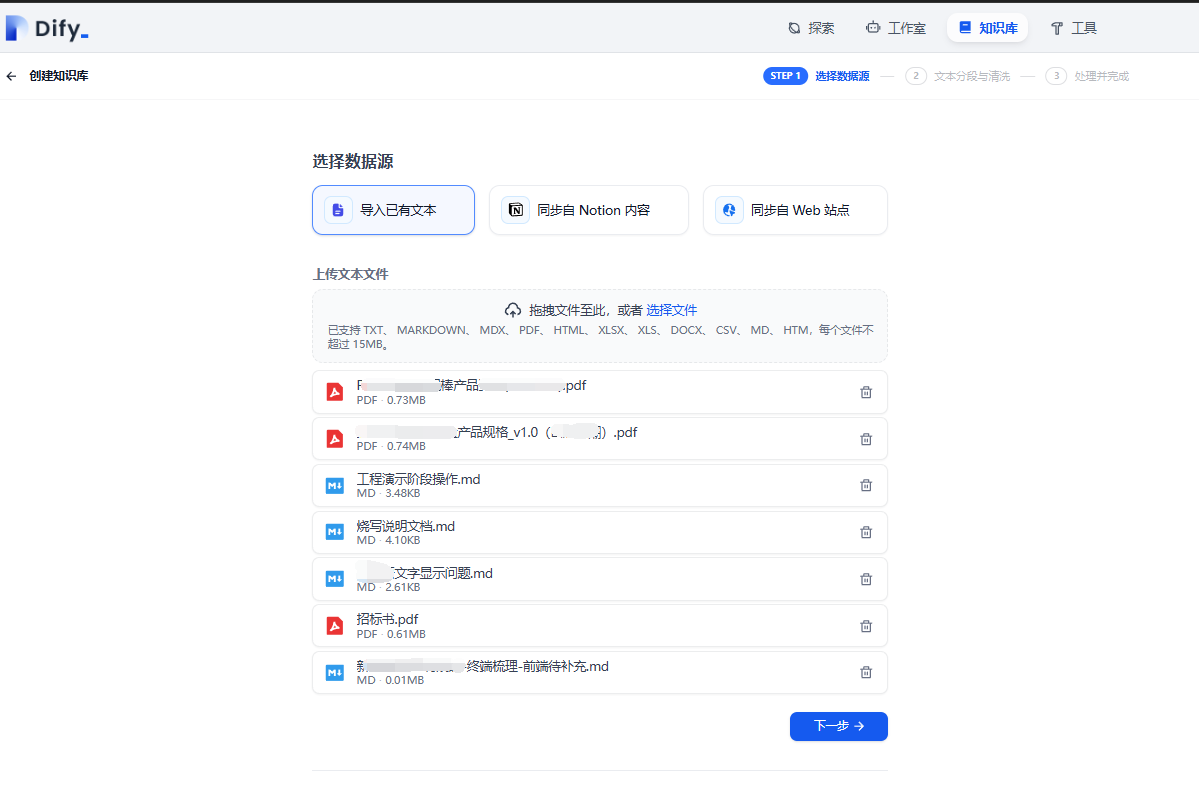 Dify_
探索
工作室
知识库
工具
创建知识库
STEP 1 选择数据源
2 文本分段与清洗
3 处理并完成
选择数据源
导入已有文本
同步自 Notion 内容
同步自 Web 站点
上传文本文件
拖拽文件至此，或者 选择文件
已支持 TXT、 MARKDOWN、 MDX、 PDF、 HTML、 XLSX、 XLS、 DOCX、 CSV、 MD、 HTM，每个文件不
超过 15MB。
棒产品 .pdf
PDF · 0.73MB
产品规格_v1.0（ ）.pdf
PDF · 0.74MB
工程演示阶段操作.md
MD · 3.48KB
烧写说明文档.md
MD · 4.10KB
文字显示问题.md
MD · 2.61KB
招标书.pdf
PDF · 0.61MB
新 -终端梳理-前端待补充.md
MD · 0.01MB
下一步 →